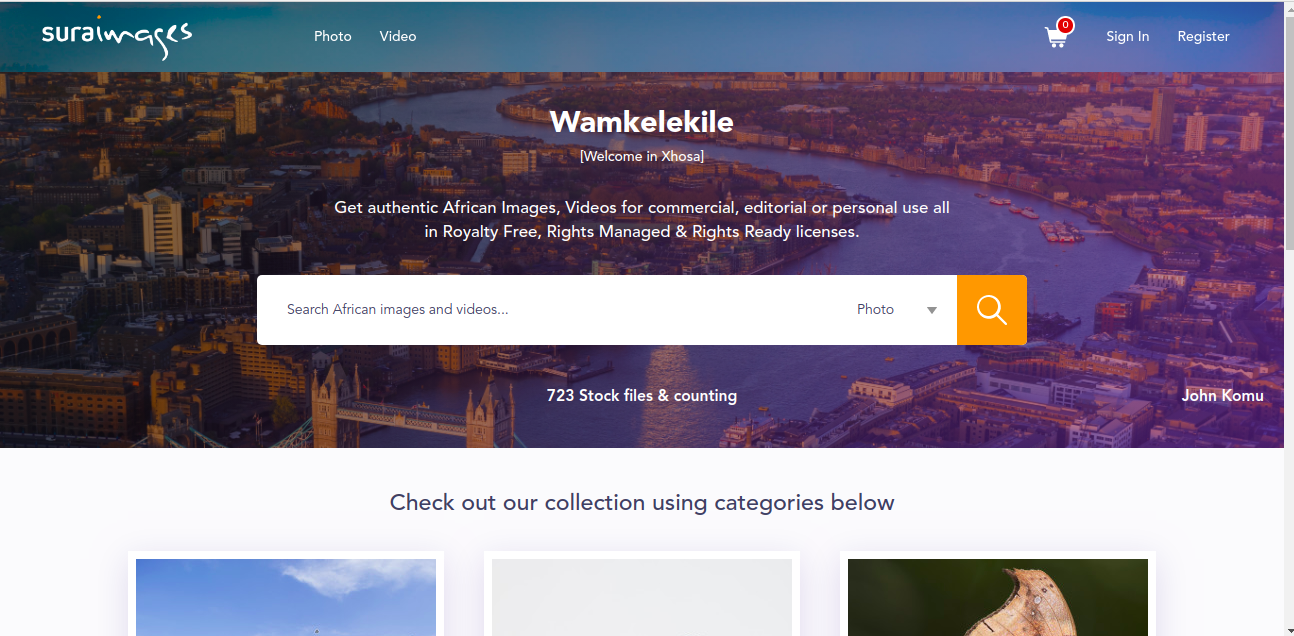 suraimages
Photo
Video
0
Sign In
Register
Wamkelekile
[Welcome in Xhosa]
Get authentic African Images, Videos for commercial, editorial or personal use all
in Royalty Free, Rights Managed & Rights Ready licenses.
Search African images and videos...
Photo
723 Stock files & counting
John Komu
Check out our collection using categories below